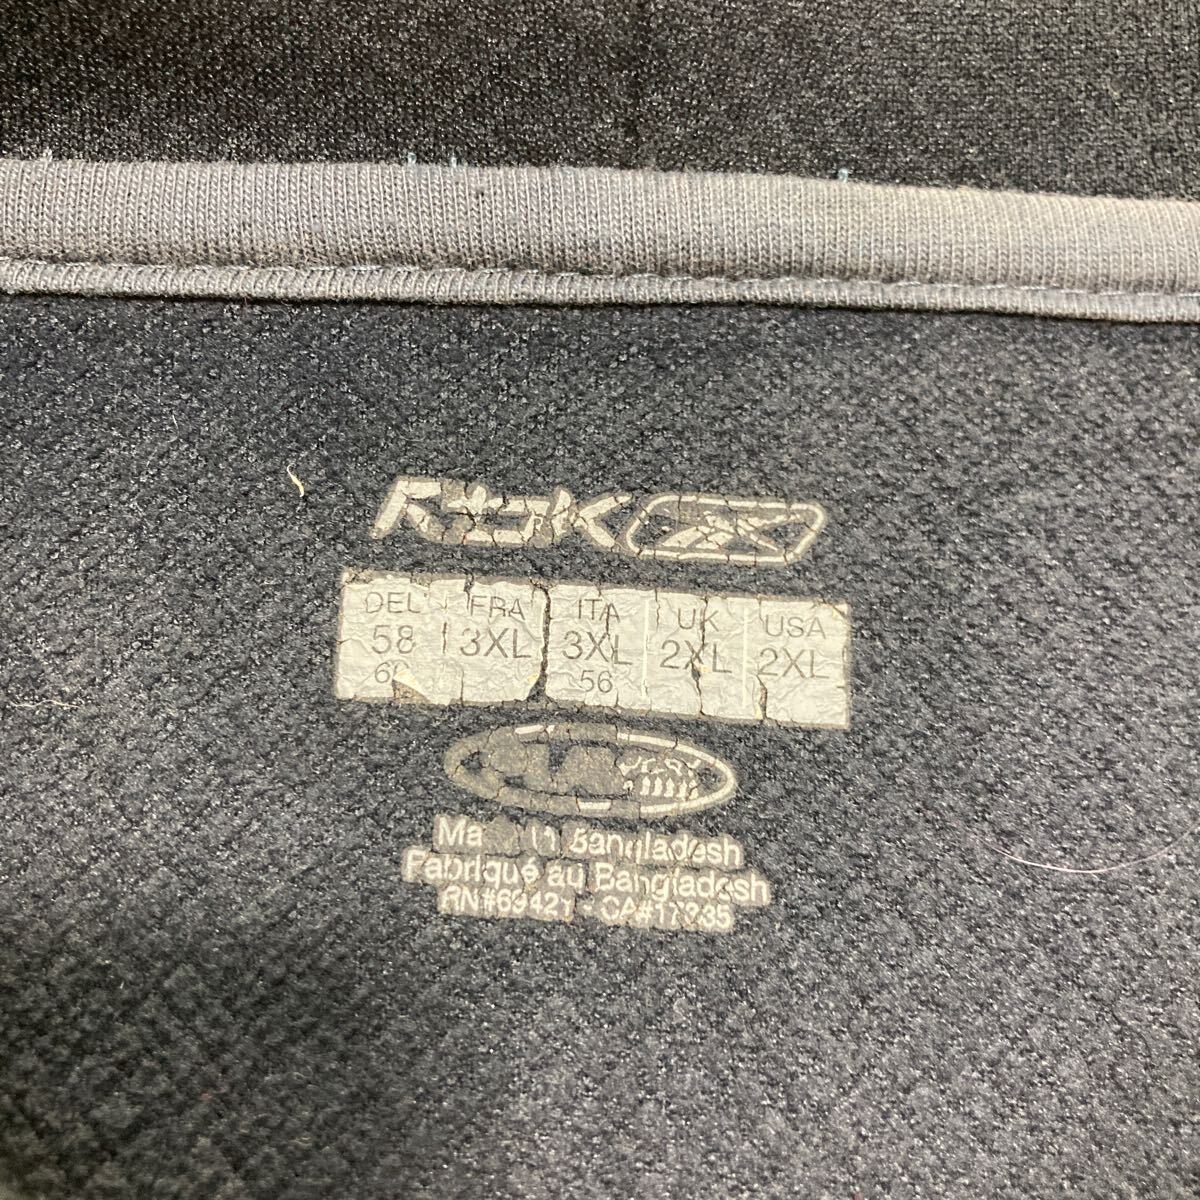 RbK
DEU FRA ITA UK USA
58 3XL 3XL 2XL 2XL
56
Made in Bangladesh
Fabriqué au Bangladesh
RN#69421 - CA#17235